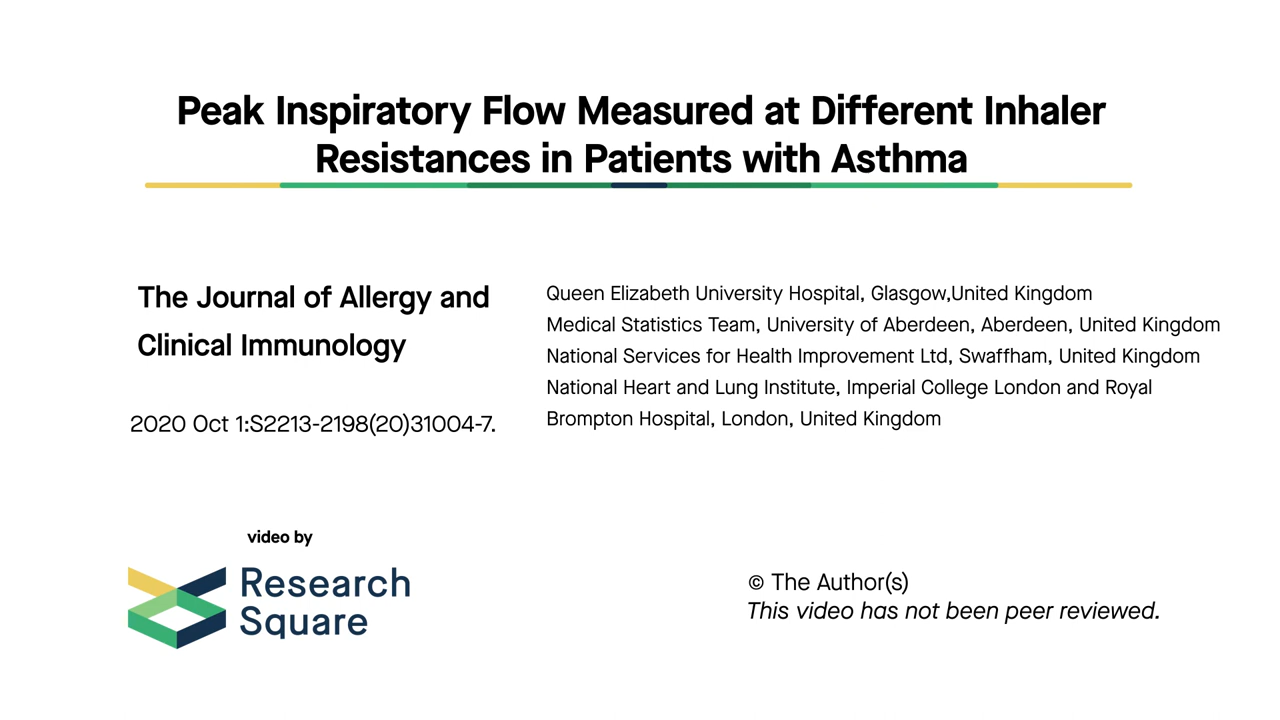 Peak Inspiratory Flow Measured at Different Inhaler
Resistances in Patients with Asthma
The Journal of Allergy and
Clinical Immunology
2020 Oct 1:S2213-2198(20)31004-7.
Queen Elizabeth University Hospital, Glasgow,United Kingdom
Medical Statistics Team, University of Aberdeen, Aberdeen, United Kingdom
National Services for Health Improvement Ltd, Swaffham, United Kingdom
National Heart and Lung Institute, Imperial College London and Royal
Brompton Hospital, London, United Kingdom
video by
Research
Square
© The Author(s)
This video has not been peer reviewed.